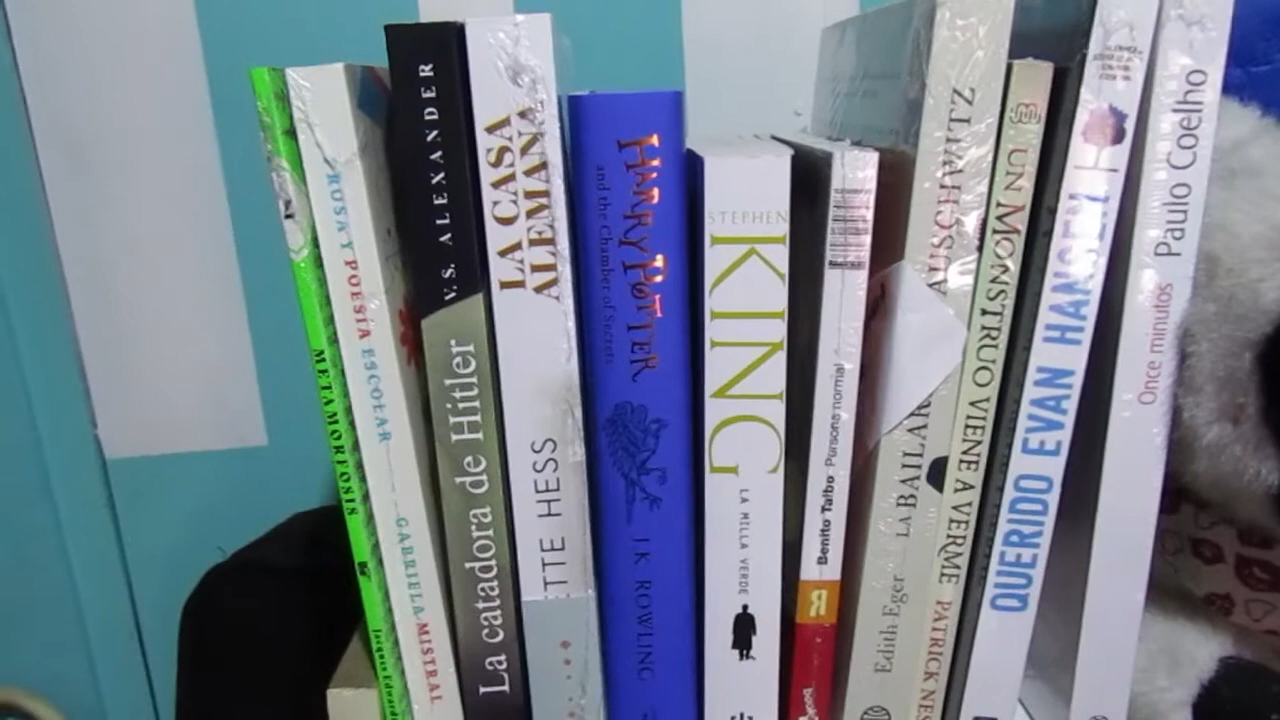 METAMORFOSIS
RONSKY POESÍA ESCOLAR
GABRIELA MISTRAL
V.S. ALEXANDER
La catadora de Hitler
LA CASA
ALEMANA
HESS
HARRY POTTER
and the Chamber of Secrets
J.K. ROWLING
STEPHEN
KING
LA MILLA VERDE
Benito Taibo Persona normal
Edith Eger LA BAILAR AUSCHWITZ
UN MONSTRUO VIENE A VERME PATRICK NES
QUERIDO EVAN HANSEN
Once minutos Paulo Coelho